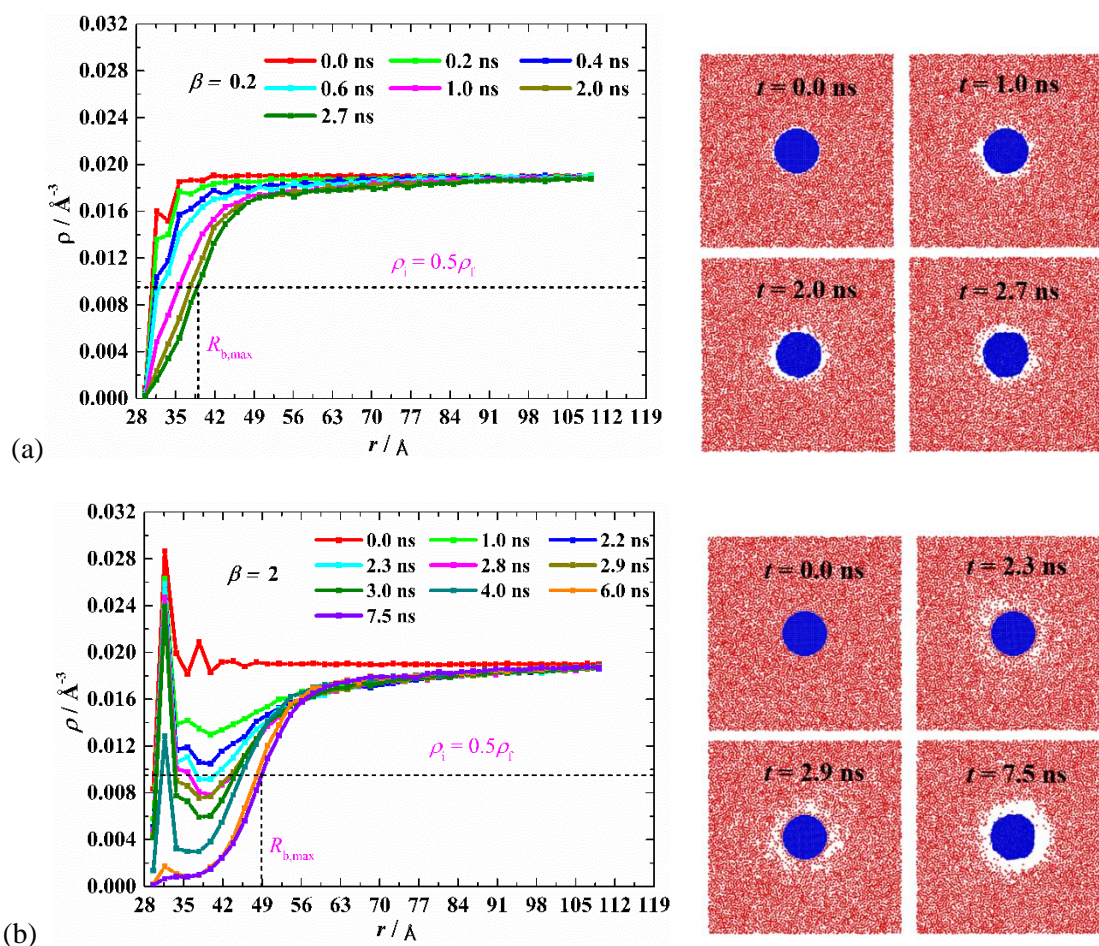 0.032
0.028
0.024
0.020
0.016
0.012
0.008
0.004
0.000
ρ / Å⁻³
β = 0.2
0.0 ns 0.2 ns 0.4 ns
0.6 ns 1.0 ns 2.0 ns
2.7 ns
ρᵢ = 0.5ρf
Rb,max
28 35 42 49 56 63 70 77 84 91 98 105 112 119
r / Å
(a)
t = 0.0 ns t = 1.0 ns
t = 2.0 ns t = 2.7 ns
0.032
0.028
0.024
0.020
0.016
0.012
0.008
0.004
0.000
ρ / Å⁻³
β = 2
0.0 ns 1.0 ns 2.2 ns
2.3 ns 2.8 ns 2.9 ns
3.0 ns 4.0 ns 6.0 ns
7.5 ns
ρᵢ = 0.5ρf
Rb,max
28 35 42 49 56 63 70 77 84 91 98 105 112 119
r / Å
(b)
t = 0.0 ns t = 2.3 ns
t = 2.9 ns t = 7.5 ns